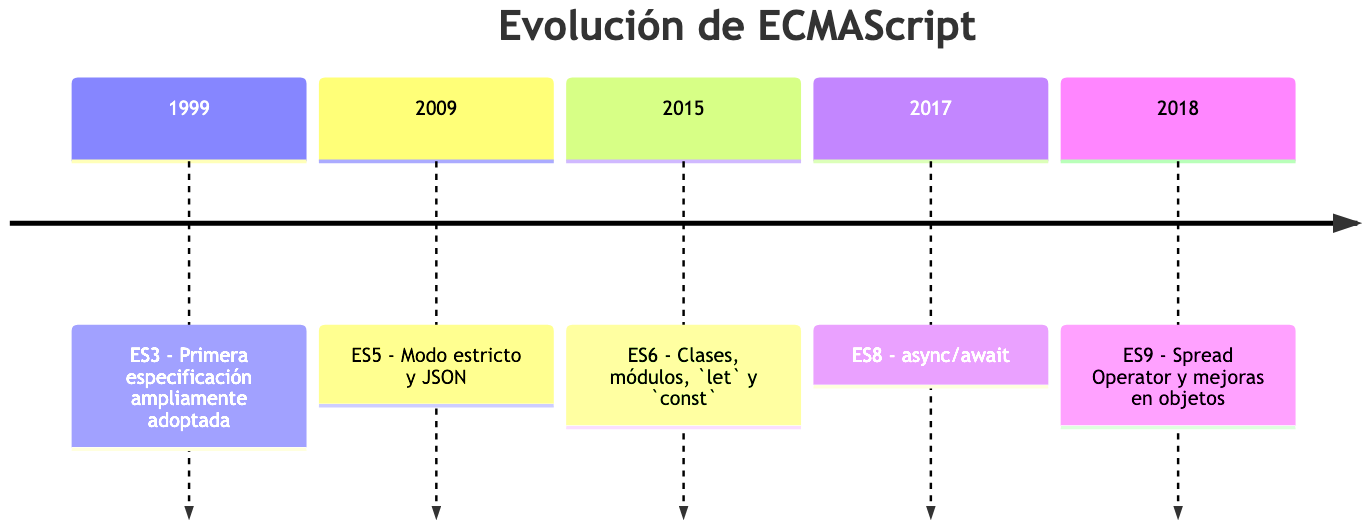 Evolución de ECMAScript
1999
2009
2015
2017
2018
ES3 - Primera
especificación
ampliamente
adoptada
ES5 - Modo estricto
y JSON
ES6 - Clases,
módulos, `let` y
`const`
ES8 - async/await
ES9 - Spread
Operator y mejoras
en objetos